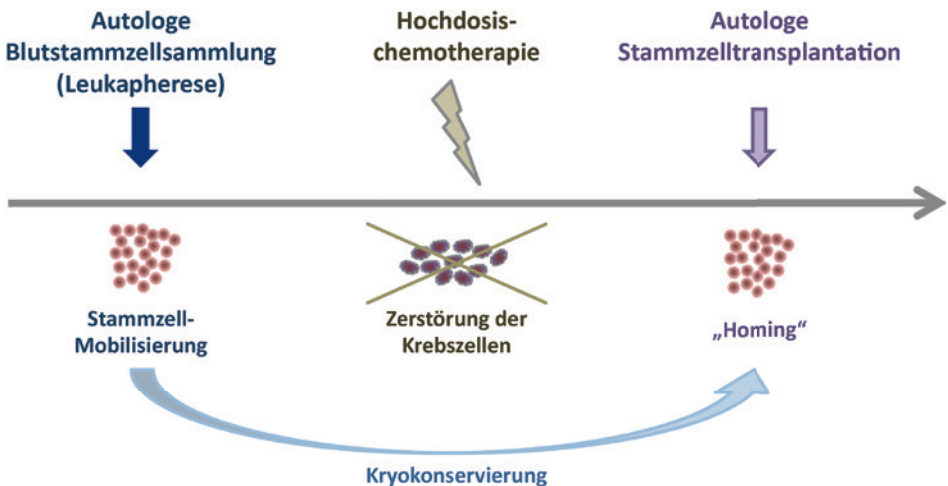 Autologe
Blutstammzellsammlung
(Leukapherese)
Hochdosis-
chemotherapie
Autologe
Stammzelltransplantation
Stammzell-
Mobilisierung
Zerstörung der
Krebszellen
„Homing“
Kryokonservierung